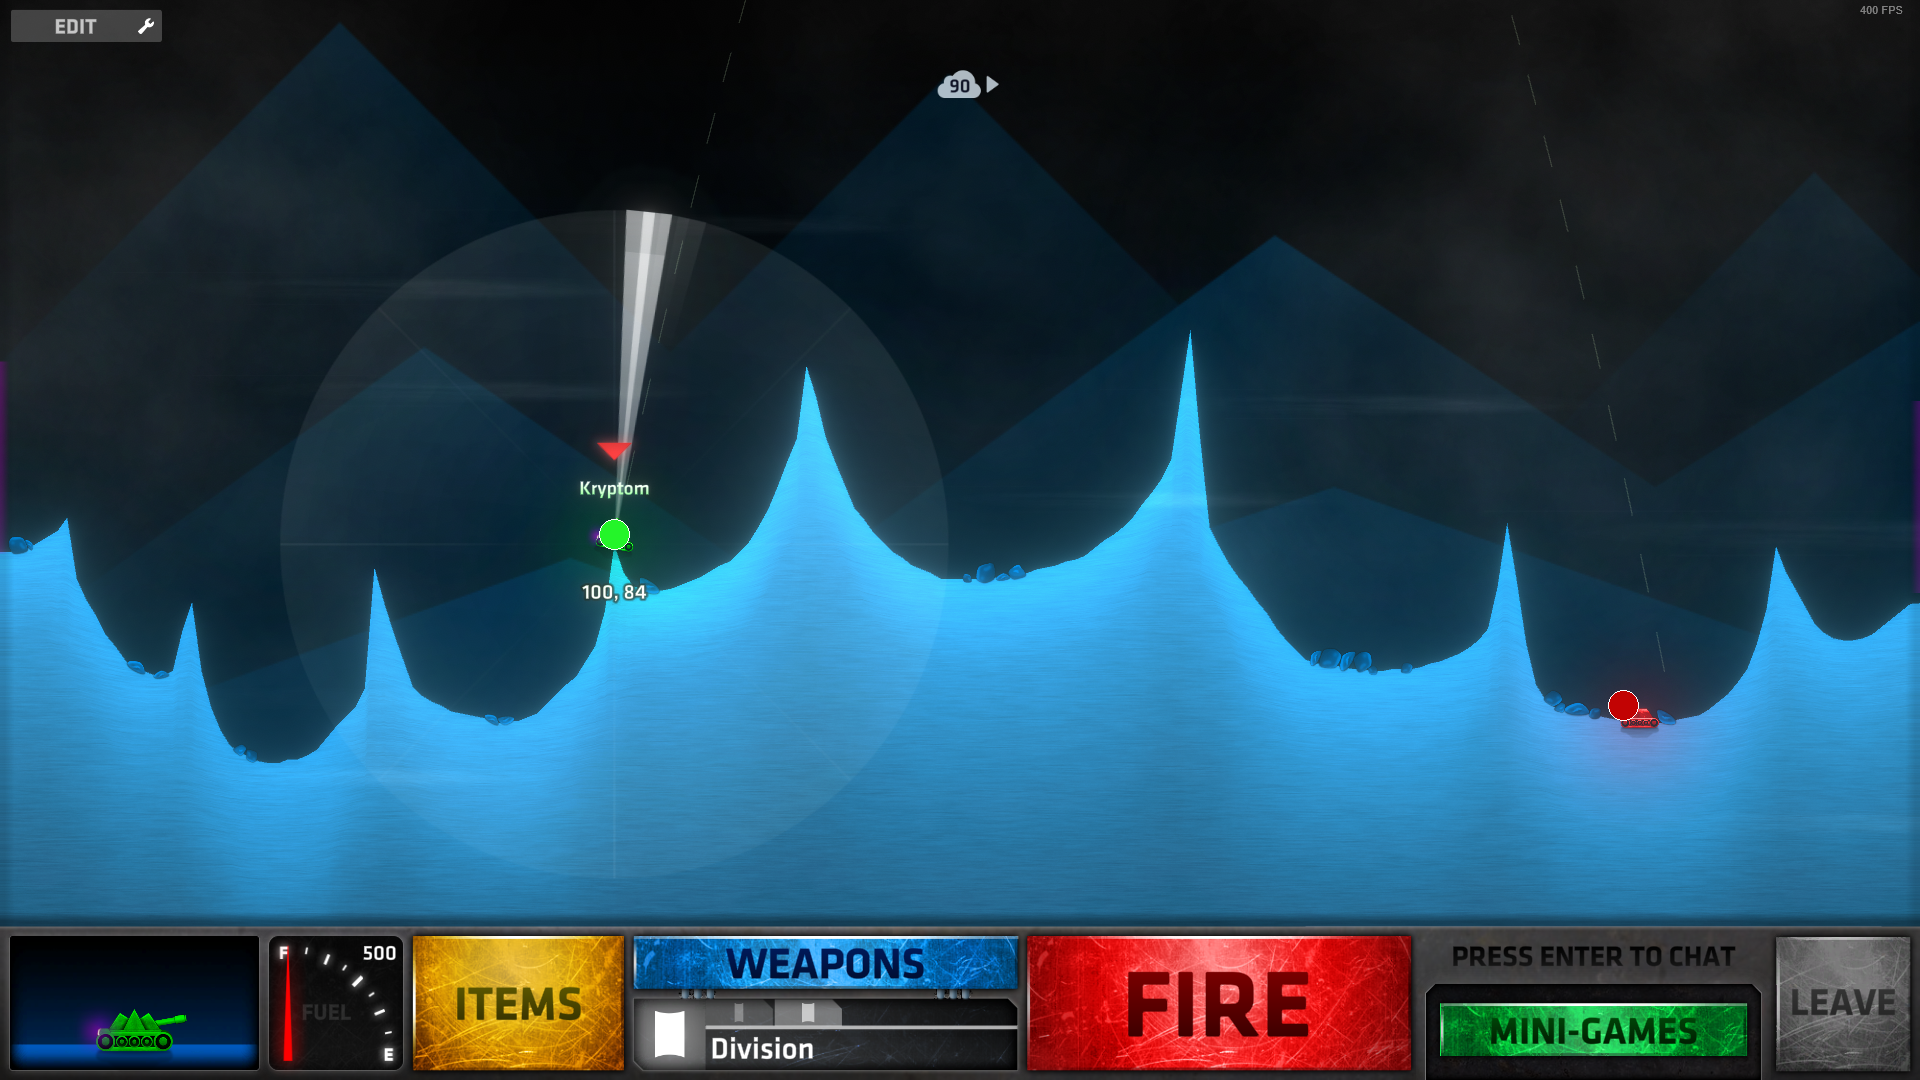 EDIT
400 FPS
90
Kryptom
100, 84
F
500
FUEL
E
ITEMS
WEAPONS
Division
FIRE
PRESS ENTER TO CHAT
MINI-GAMES
LEAVE